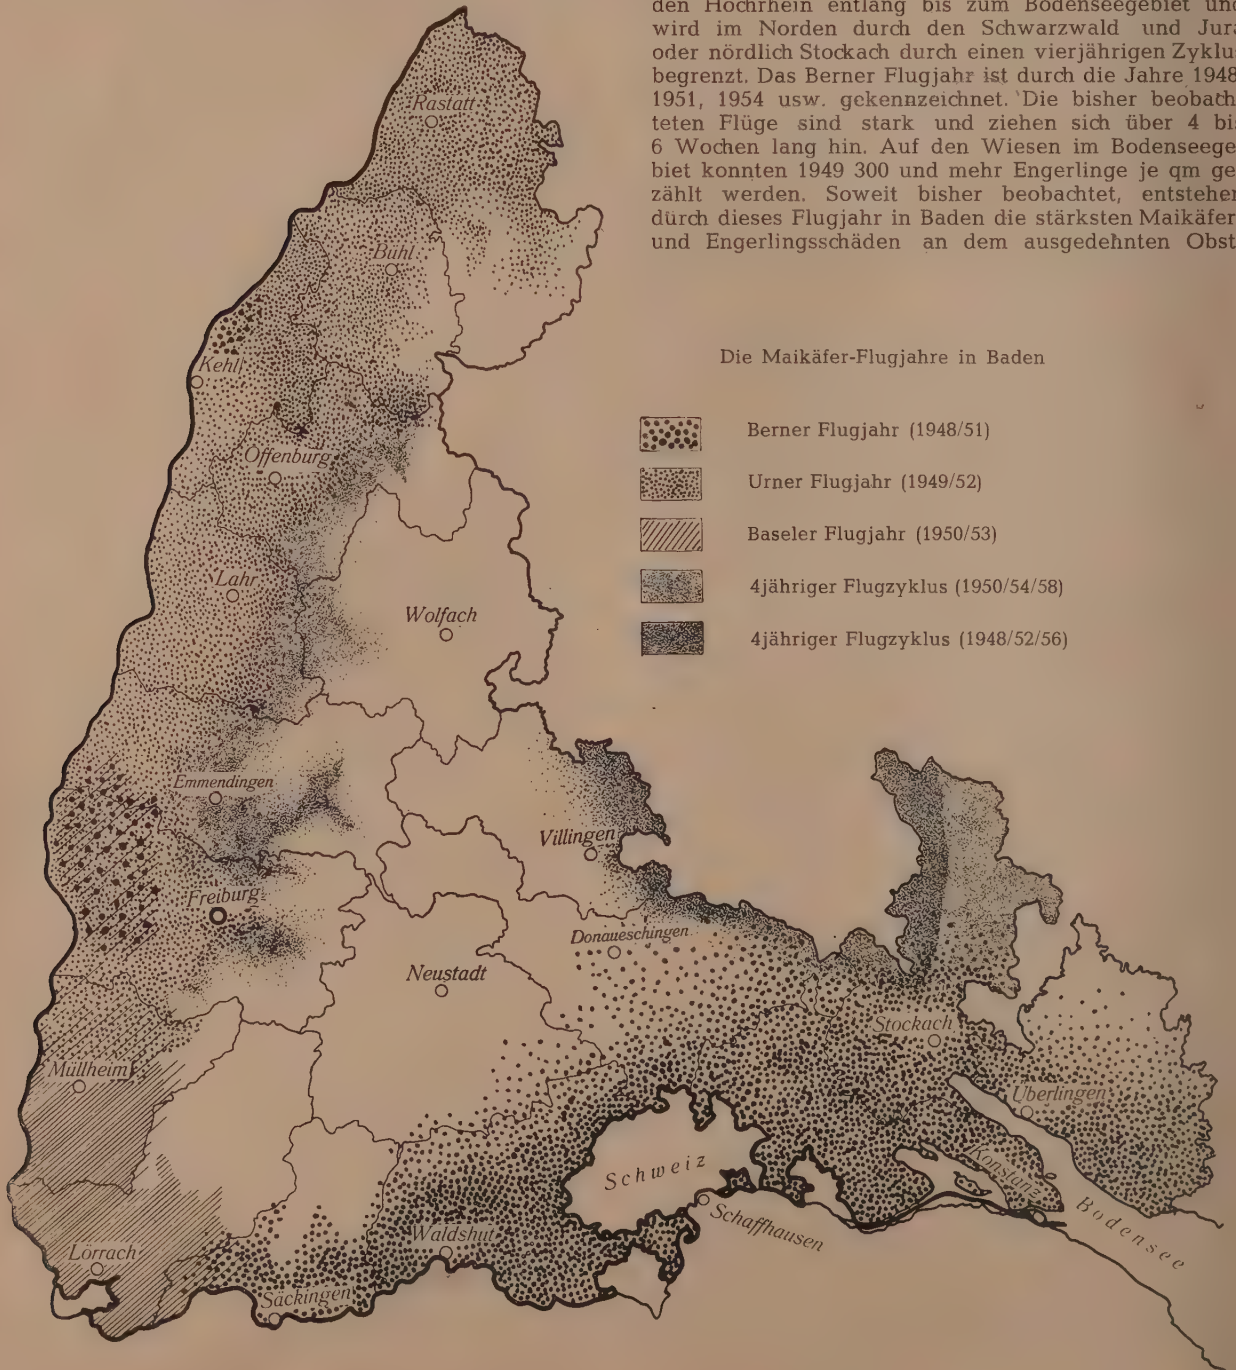 den Hochrhein entlang bis zum Bodenseegebiet und
wird im Norden durch den Schwarzwald und Jura
oder nördlich Stockach durch einen vierjährigen Zyklu
begrenzt. Das Berner Flugjahr ist durch die Jahre 1948
1951, 1954 usw. gekennzeichnet. Die bisher beobach
teten Flüge sind stark und ziehen sich über 4 bis
6 Wochen lang hin. Auf den Wiesen im Bodenseege
biet konnten 1949 300 und mehr Engerlinge je qm ge
zählt werden. Soweit bisher beobachtet, entstehen
durch dieses Flugjahr in Baden die stärksten Maikäfer
und Engerlingsschäden an dem ausgedehnten Obst
Die Maikäfer-Flugjahre in Baden
Berner Flugjahr (1948/51)
Urner Flugjahr (1949/52)
Baseler Flugjahr (1950/53)
4jähriger Flugzyklus (1950/54/58)
4jähriger Flugzyklus (1948/52/56)
Rastatt
Bühl
Kehl
Offenburg
Lahr
Wolfach
Emmendingen
Villingen
Freiburg
Donaueschingen
Neustadt
Stockach
Müllheim
Überlingen
Schweiz
Konstanz
Schaffhausen
Bodensee
Waldshut
Lörrach
Säckingen